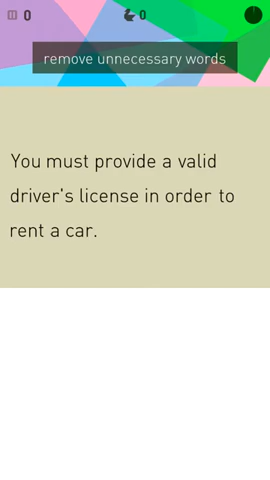 0 0
remove unnecessary words
You must provide a valid
driver's license in order to
rent a car.